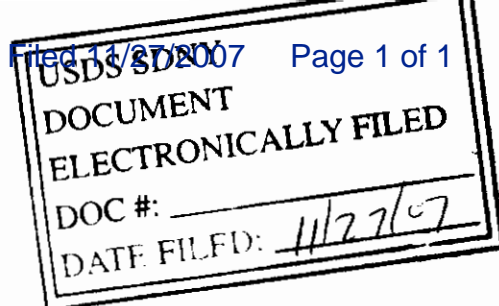 Filed 11/27/2007 Page 1 of 1
USDS SDNY
DOCUMENT
ELECTRONICALLY FILED
DOC #:
DATE FILED: 11/27/07